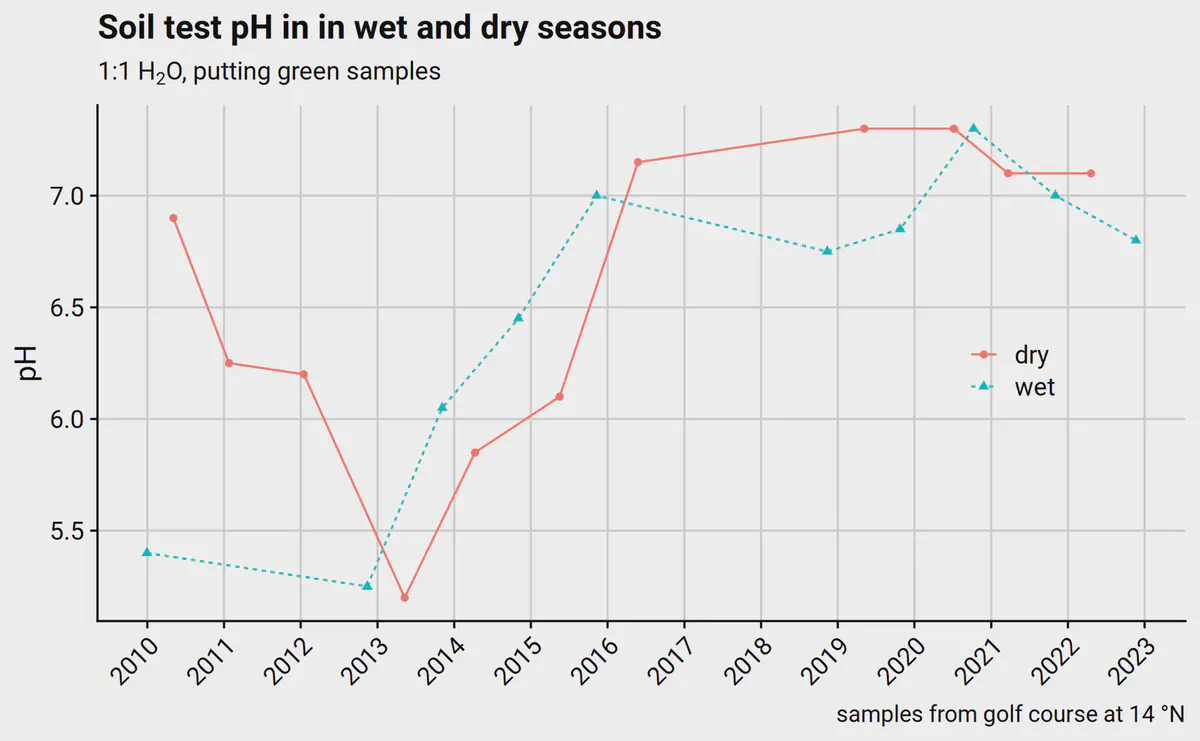 Soil test pH in in wet and dry seasons
1:1 H₂O, putting green samples
pH
7.0
6.5
6.0
5.5
dry
wet
2010 2011 2012 2013 2014 2015 2016 2017 2018 2019 2020 2021 2022 2023
samples from golf course at 14 °N